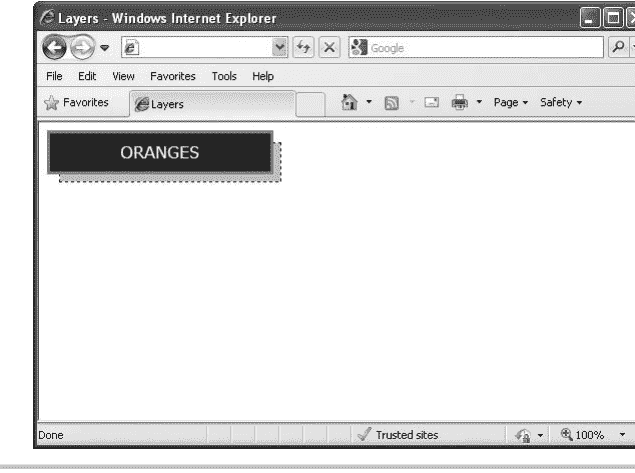 Layers - Windows Internet Explorer
Google
File Edit View Favorites Tools Help
Favorites Layers Page Safety
ORANGES
Done Trusted sites 100%